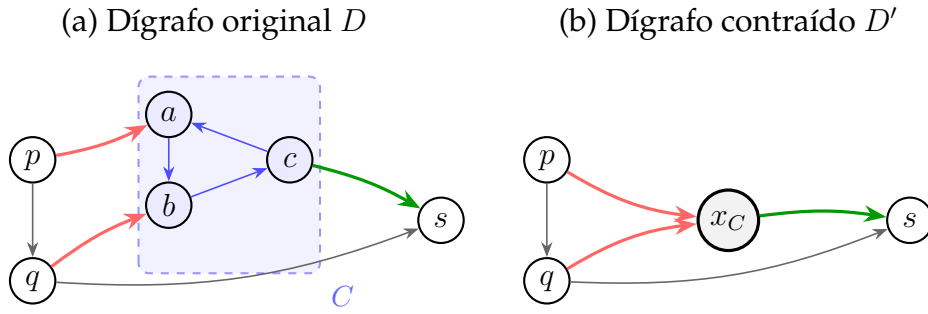 (a) Dígrafo original D
(b) Dígrafo contraído D′
p
a
b
c
q
s
C
p
q
x_C
s